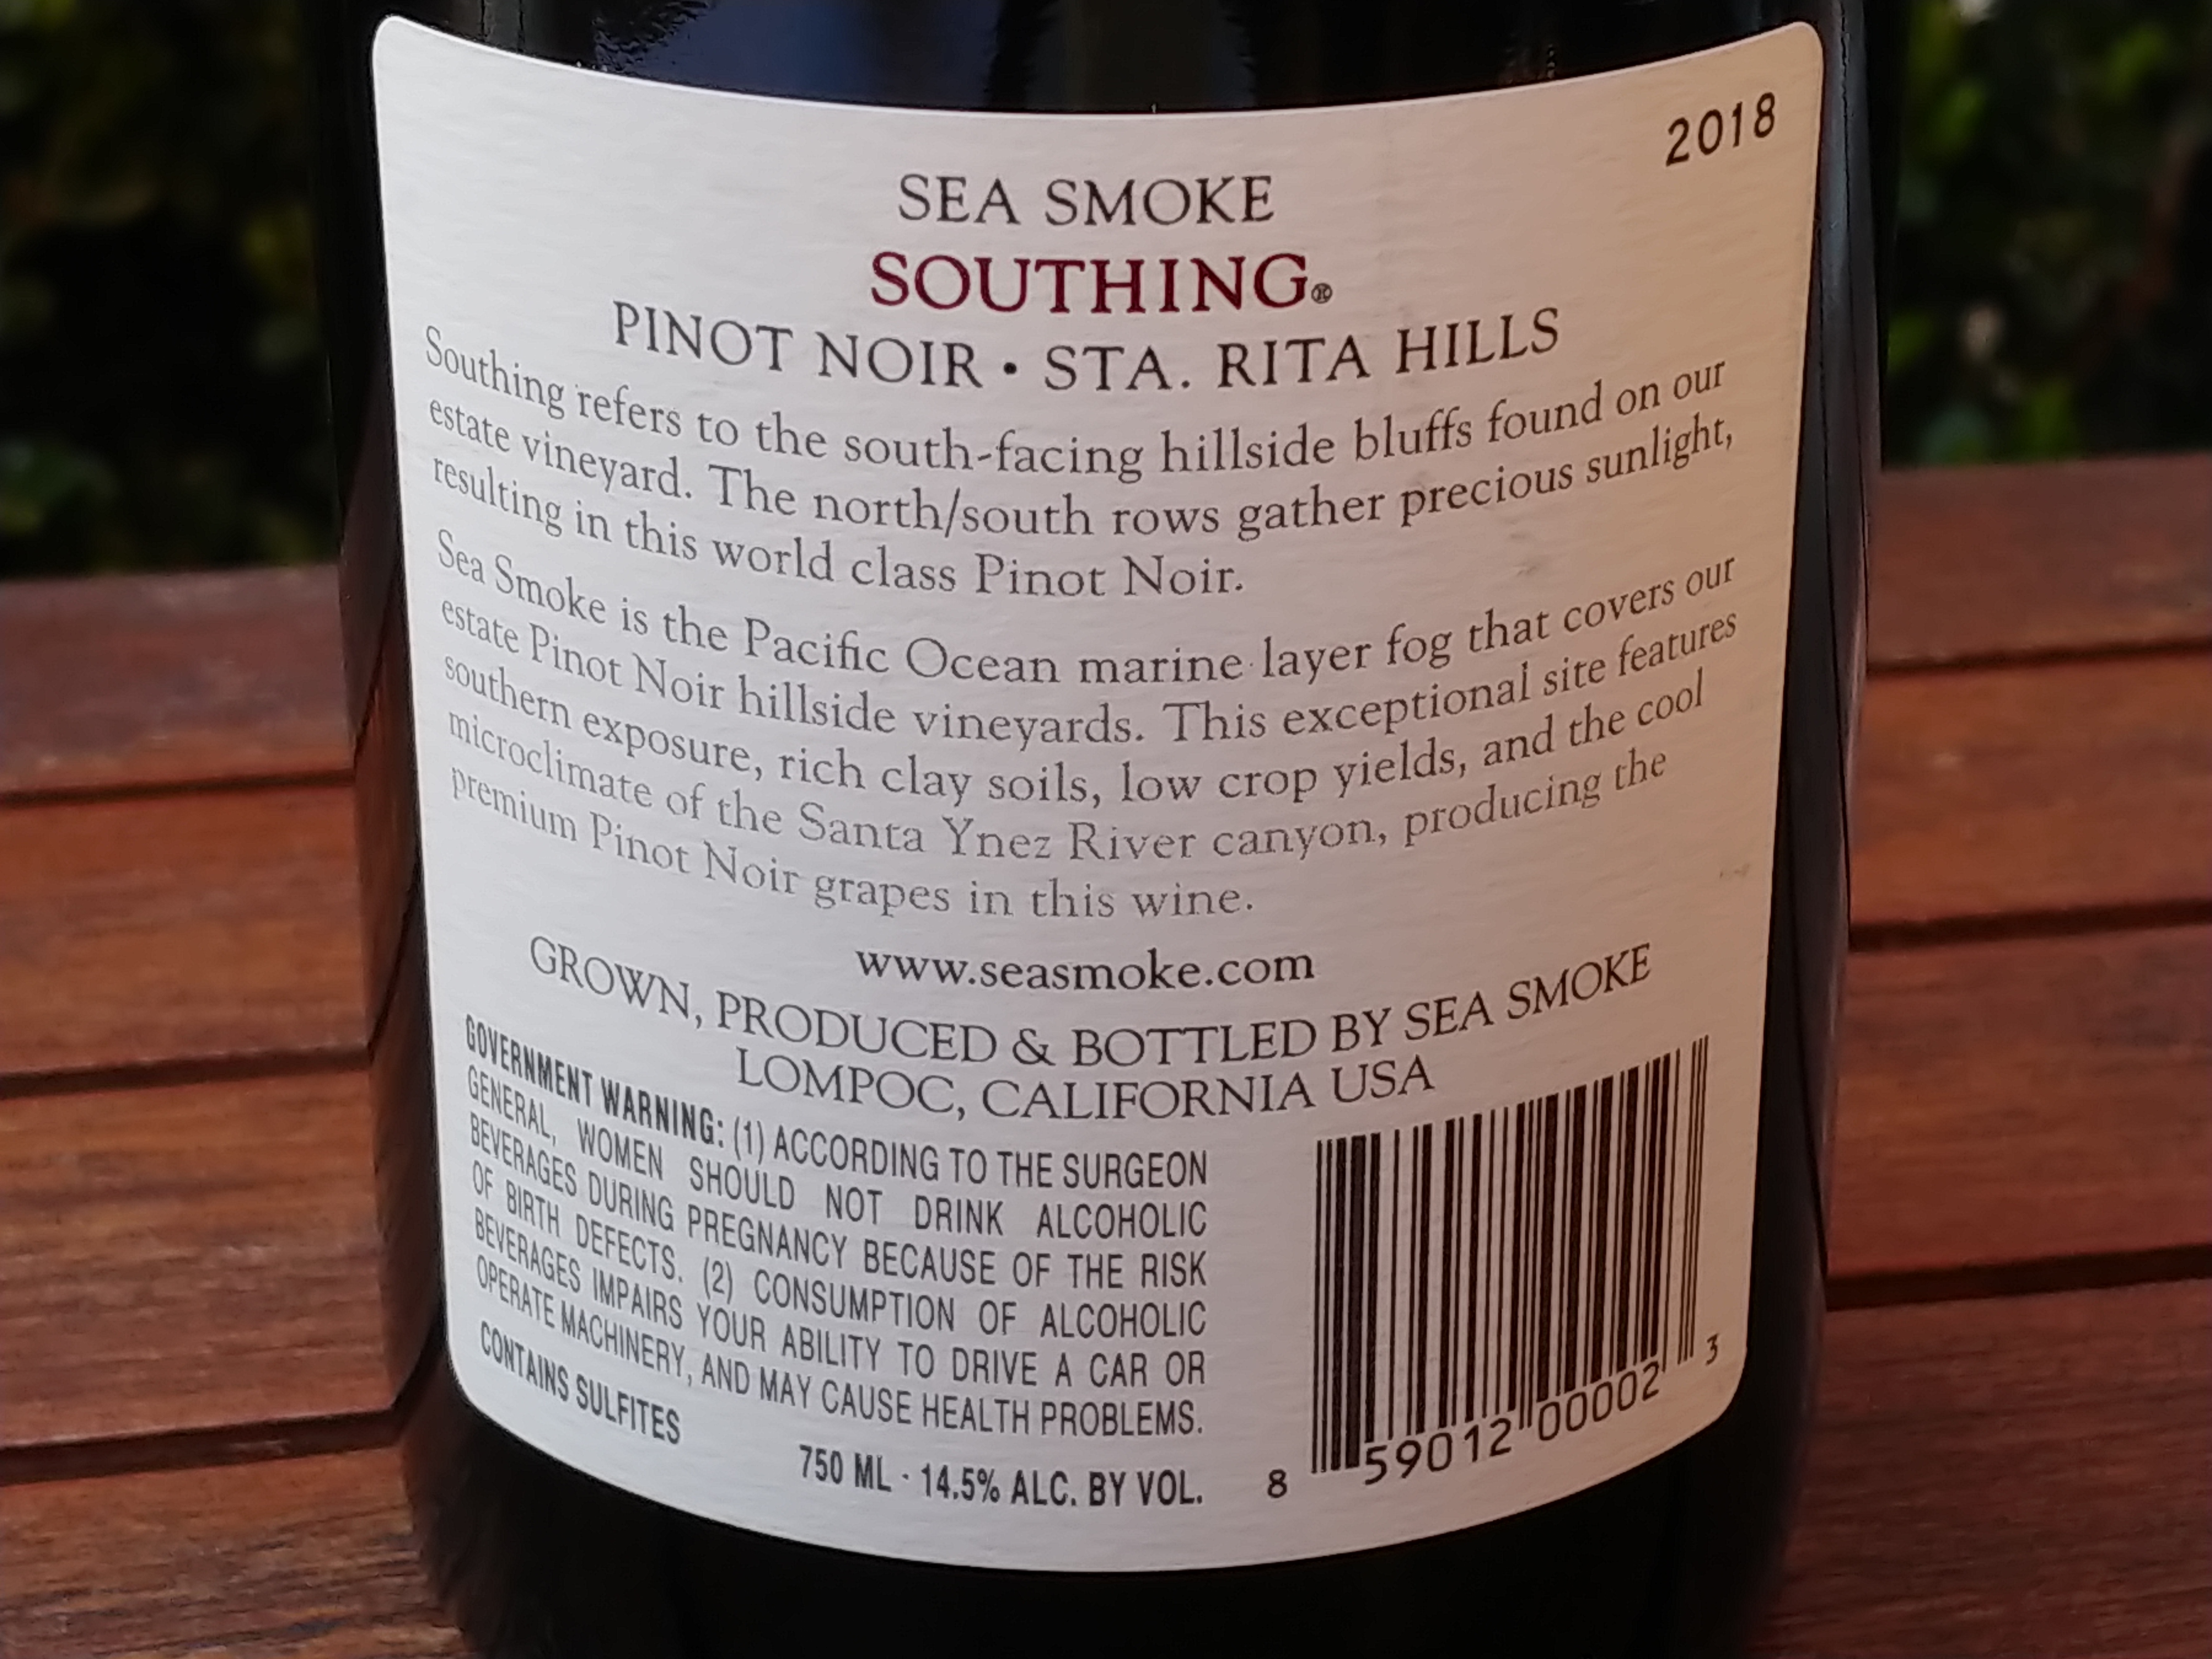 2018
SEA SMOKE
SOUTHING®
PINOT NOIR • STA. RITA HILLS
Southing refers to the south-facing hillside bluffs found on our
estate vineyard. The north/south rows gather precious sunlight,
resulting in this world class Pinot Noir.
Sea Smoke is the Pacific Ocean marine layer fog that covers our
estate Pinot Noir hillside vineyards. This exceptional site features
southern exposure, rich clay soils, low crop yields, and the cool
microclimate of the Santa Ynez River canyon, producing the
premium Pinot Noir grapes in this wine.
www.seasmoke.com
GROWN, PRODUCED & BOTTLED BY SEA SMOKE
LOMPOC, CALIFORNIA USA
GOVERNMENT WARNING: (1) ACCORDING TO THE SURGEON
GENERAL, WOMEN SHOULD NOT DRINK ALCOHOLIC
BEVERAGES DURING PREGNANCY BECAUSE OF THE RISK
OF BIRTH DEFECTS. (2) CONSUMPTION OF ALCOHOLIC
BEVERAGES IMPAIRS YOUR ABILITY TO DRIVE A CAR OR
OPERATE MACHINERY, AND MAY CAUSE HEALTH PROBLEMS.
CONTAINS SULFITES
750 ML · 14.5% ALC. BY VOL.
8 59012 00002 3